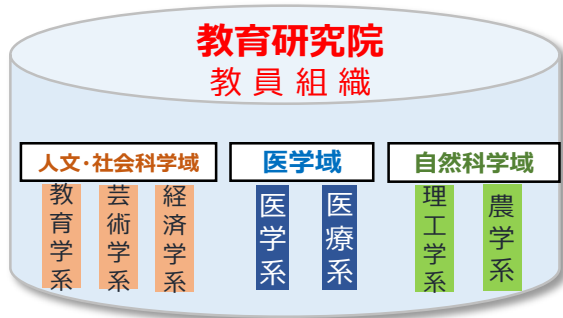 教育研究院
教員組織
人文・社会科学域
医学域
自然科学域
教育学系
芸術学系
経済学系
医学系
医療系
理工学系
農学系